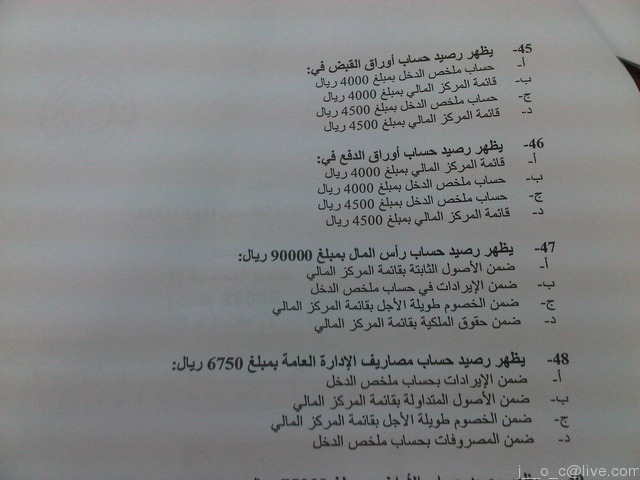 45- يظهر رصيد حساب أوراق القبض في:
أ- حساب ملخص الدخل بمبلغ 4000 ريال
ب- قائمة المركز المالي بمبلغ 4000 ريال
ج- حساب ملخص الدخل بمبلغ 4500 ريال
د- قائمة المركز المالي بمبلغ 4500 ريال
46- يظهر رصيد حساب أوراق الدفع في:
أ- قائمة المركز المالي بمبلغ 4000 ريال
ب- حساب ملخص الدخل بمبلغ 4000 ريال
ج- حساب ملخص الدخل بمبلغ 4500 ريال
د- قائمة المركز المالي بمبلغ 4500 ريال
47- يظهر رصيد حساب رأس المال بمبلغ 90000 ريال:
أ- ضمن الأصول الثابتة بقائمة المركز المالي
ب- ضمن الإيرادات في حساب ملخص الدخل
ج- ضمن الخصوم طويلة الأجل بقائمة المركز المالي
د- ضمن حقوق الملكية بقائمة المركز المالي
48- يظهر رصيد حساب مصاريف الإدارة العامة بمبلغ 6750 ريال:
أ- ضمن الإيرادات بحساب ملخص الدخل
ب- ضمن الأصول المتداولة بقائمة المركز المالي
ج- ضمن الخصوم طويلة الأجل بقائمة المركز المالي
د- ضمن المصروفات بحساب ملخص الدخل
j__o_c@live.com